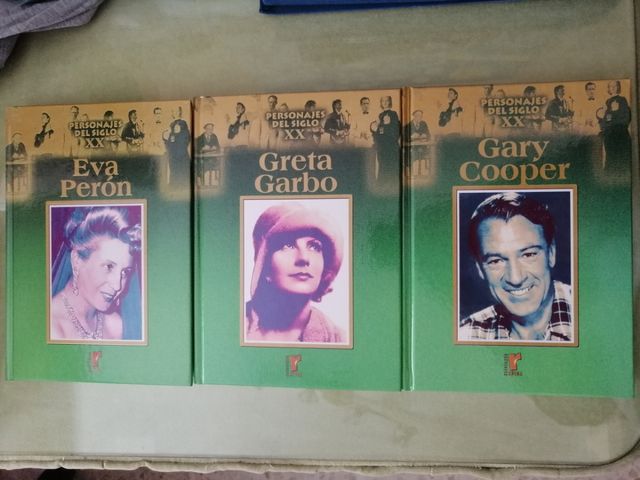 PERSONAJES
DEL SIGLO
XX
Eva
Perón
r
PERSONAJES
DEL SIGLO
XX
Greta
Garbo
r
PERSONAJES
DEL SIGLO
XX
Gary
Cooper
r